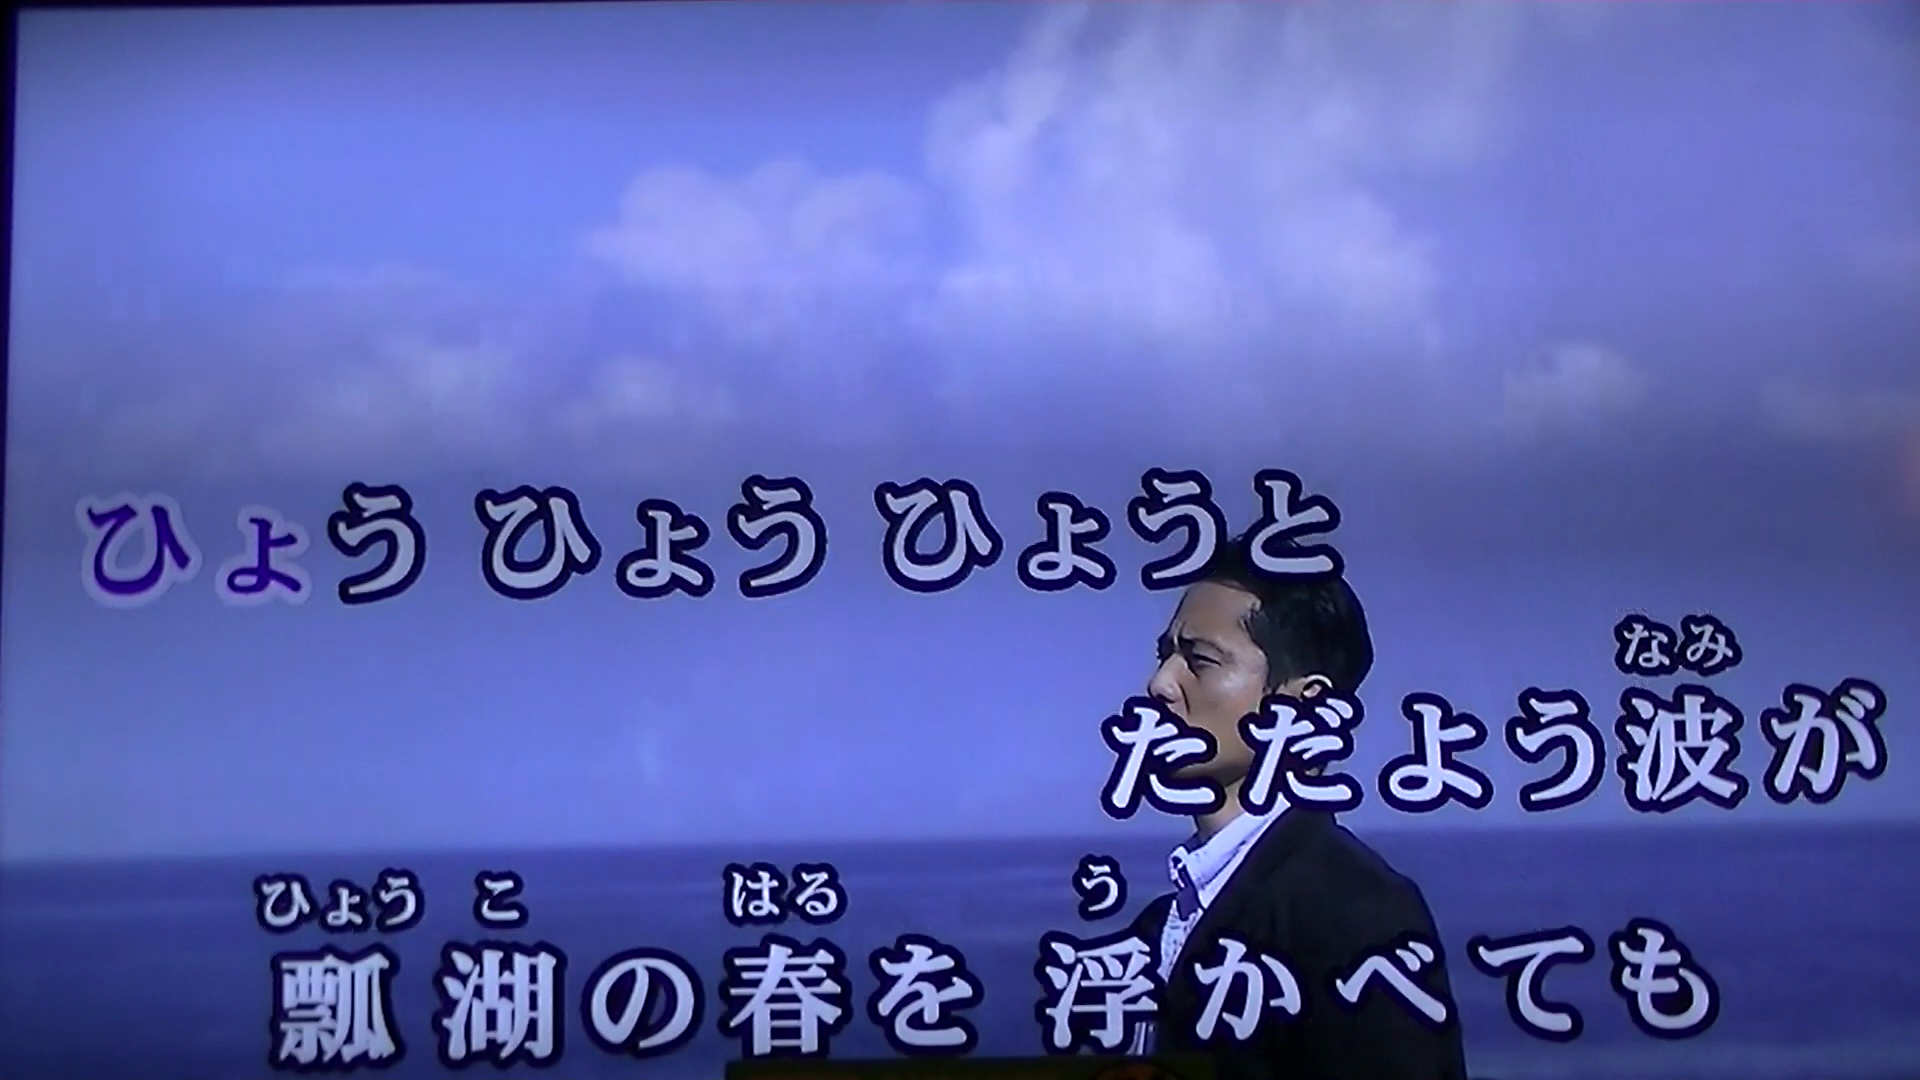 ひょう ひょう ひょうと
なみ
ただよう波が
ひょう こ はる う
瓢湖の春を 浮かべても